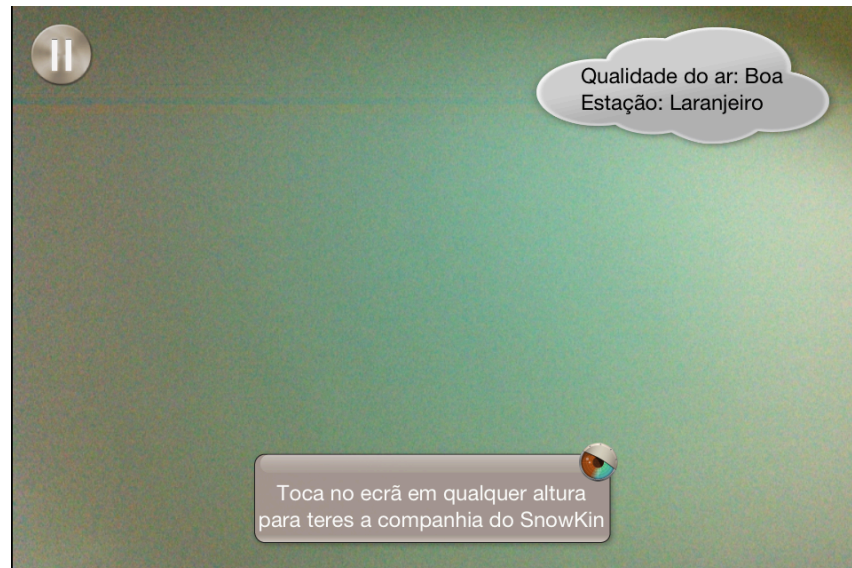 Qualidade do ar: Boa
Estação: Laranjeiro
Toca no ecrã em qualquer altura
para teres a companhia do SnowKin